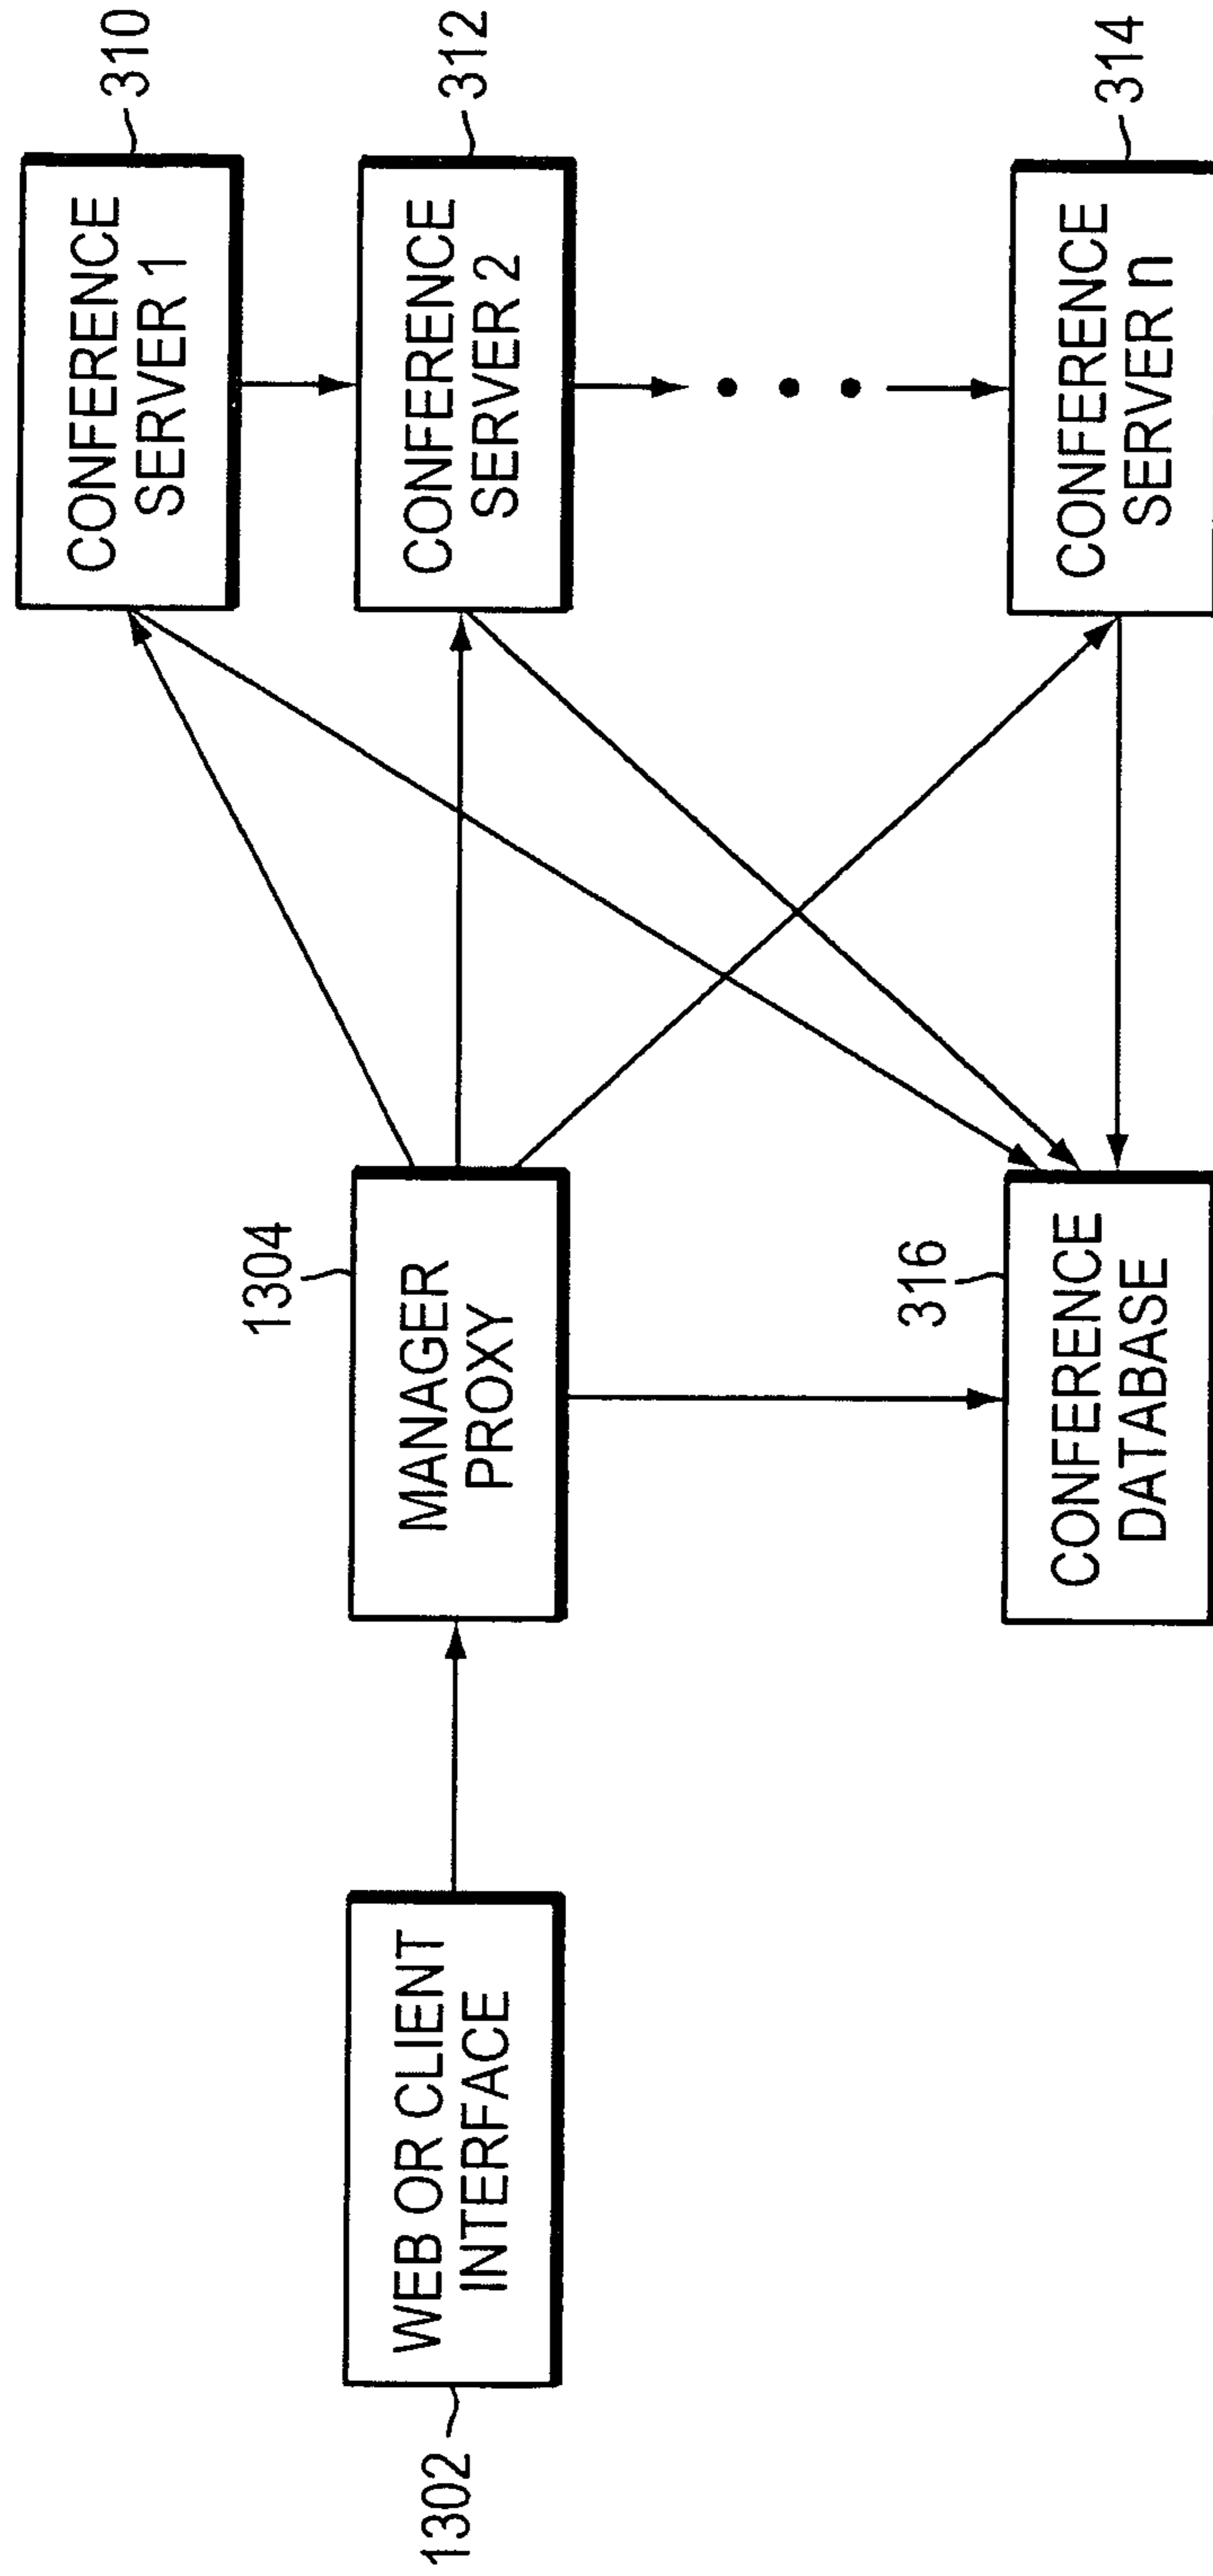 CONFERENCE
SERVER 1
310
CONFERENCE
SERVER 2
312
CONFERENCE
SERVER n
314
1304
MANAGER
PROXY
316
CONFERENCE
DATABASE
WEB OR CLIENT
INTERFACE
1302